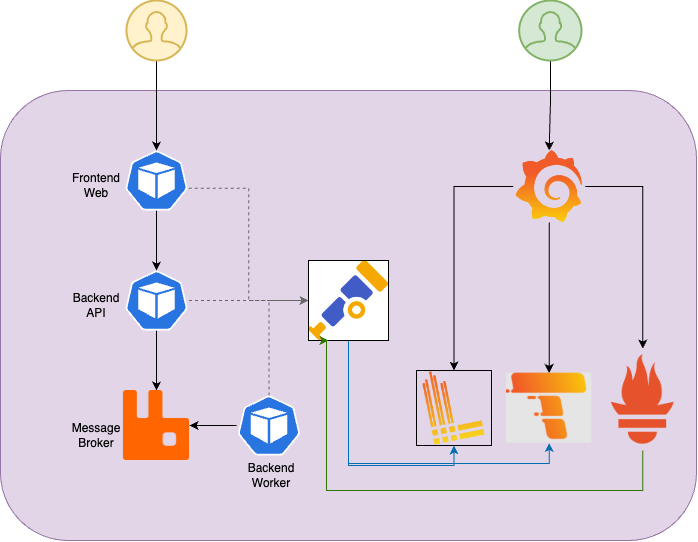 Frontend
Web
Backend
API
Message
Broker
Backend
Worker